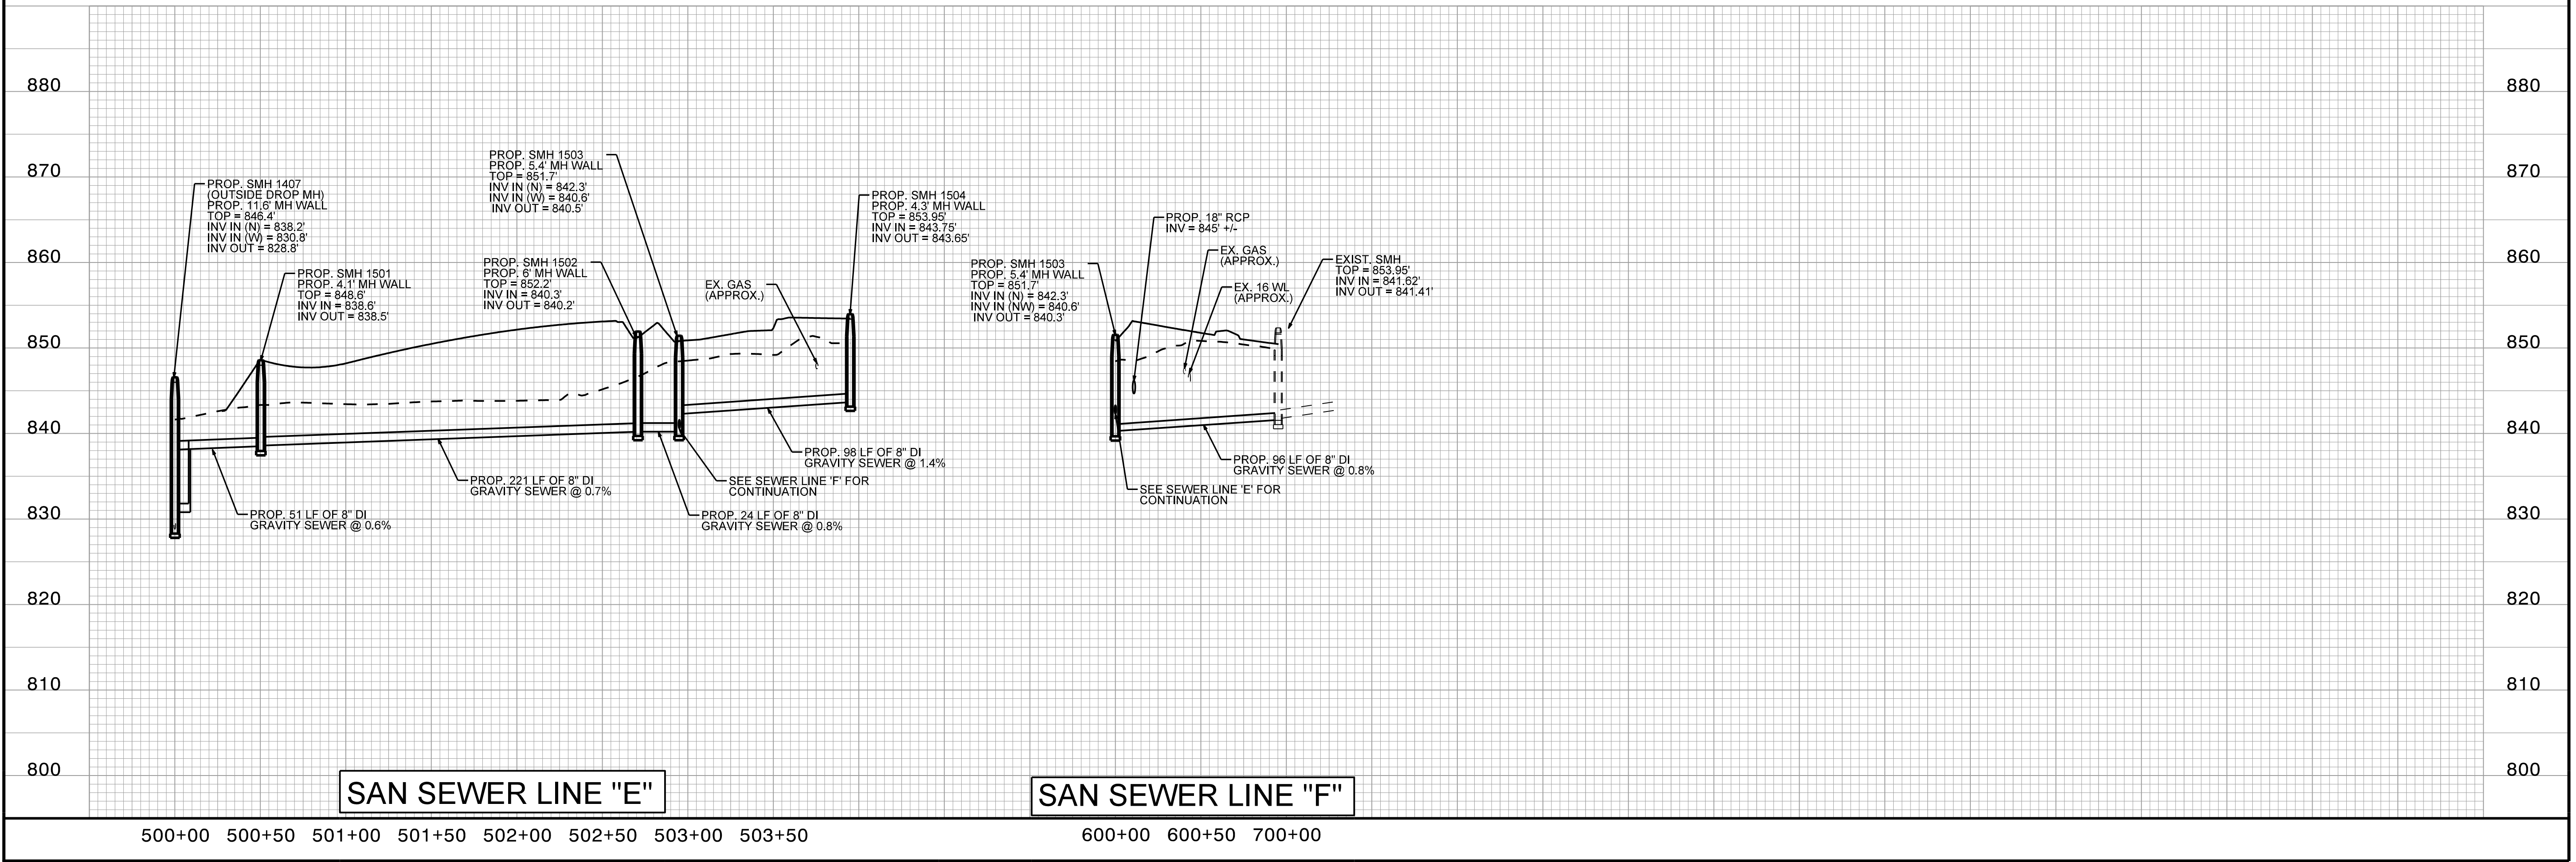 880
870
860
850
840
830
820
810
800
PROP. SMH 1407
(OUTSIDE DROP MH)
PROP. 11.6' MH WALL
TOP = 846.4'
INV IN (N) = 838.2'
INV IN (W) = 830.8'
INV OUT = 828.8'
PROP. SMH 1501
PROP. 4.1' MH WALL
TOP = 848.6'
INV IN = 838.6'
INV OUT = 838.5'
PROP. SMH 1503
PROP. 5.4' MH WALL
TOP = 851.7'
INV IN (N) = 842.3'
INV IN (W) = 840.6'
INV OUT = 840.5'
PROP. SMH 1502
PROP. 6' MH WALL
TOP = 852.2'
INV IN = 840.3'
INV OUT = 840.2'
EX. GAS
(APPROX.)
PROP. SMH 1504
PROP. 4.3' MH WALL
TOP = 853.95'
INV IN = 843.75'
INV OUT = 843.65'
PROP. 51 LF OF 8" DI
GRAVITY SEWER @ 0.6%
PROP. 221 LF OF 8" DI
GRAVITY SEWER @ 0.7%
PROP. 98 LF OF 8" DI
GRAVITY SEWER @ 1.4%
SEE SEWER LINE 'F' FOR
CONTINUATION
PROP. 24 LF OF 8" DI
GRAVITY SEWER @ 0.8%
PROP. SMH 1503
PROP. 5.4' MH WALL
TOP = 851.7'
INV IN (N) = 842.3'
INV IN (NW) = 840.6'
INV OUT = 840.3'
PROP. 18" RCP
INV = 845' +/-
EX. GAS
(APPROX.)
EX. 16 WL
(APPROX.)
EXIST. SMH
TOP = 853.95'
INV IN = 841.62'
INV OUT = 841.41'
PROP. 96 LF OF 8" DI
GRAVITY SEWER @ 0.8%
SEE SEWER LINE 'E' FOR
CONTINUATION
880
870
860
850
840
830
820
810
800
SAN SEWER LINE "E"
SAN SEWER LINE "F"
500+00 500+50 501+00 501+50 502+00 502+50 503+00 503+50 600+00 600+50 700+00